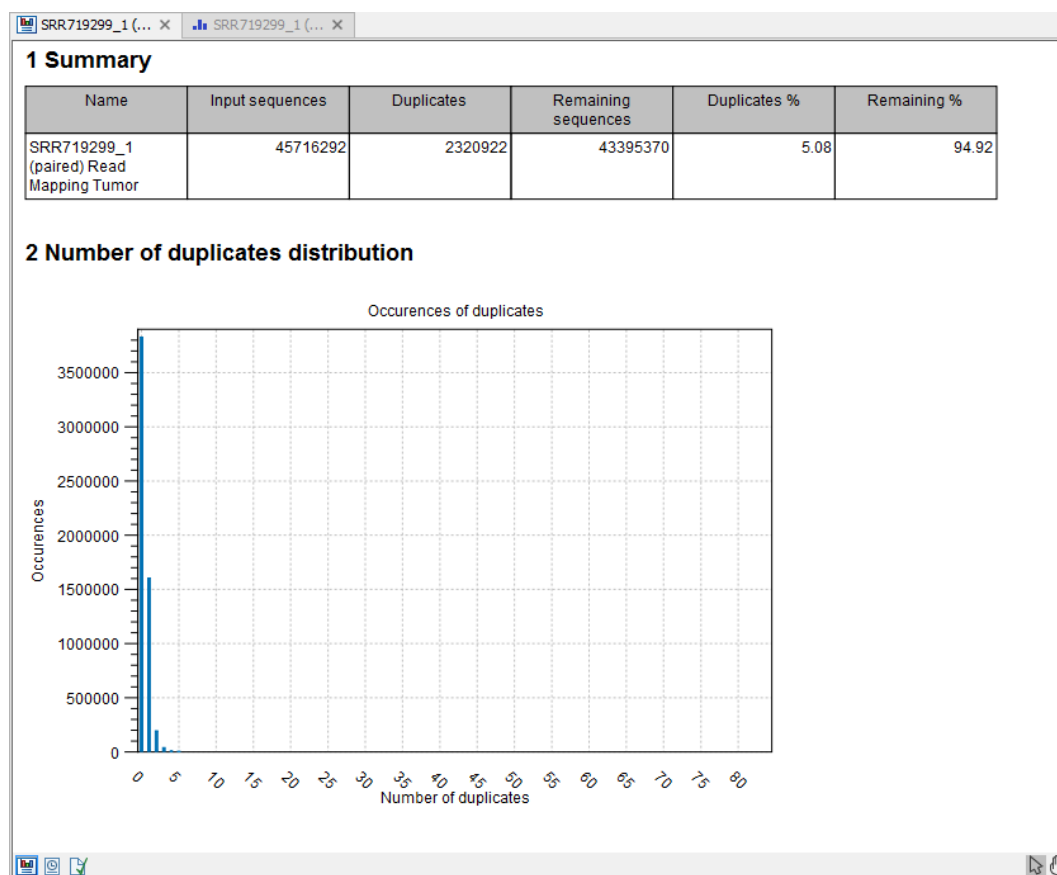 SRR719299_1 (... SRR719299_1 (...
1 Summary
Name Input sequences Duplicates Remaining sequences Duplicates % Remaining %
SRR719299_1 (paired) Read Mapping Tumor 45716292 2320922 43395370 5.08 94.92
2 Number of duplicates distribution
Occurences of duplicates
3500000
3000000
2500000
2000000
1500000
1000000
500000
0
Occurences
0 5 10 15 20 25 30 35 40 45 50 55 60 65 70 75 80
Number of duplicates